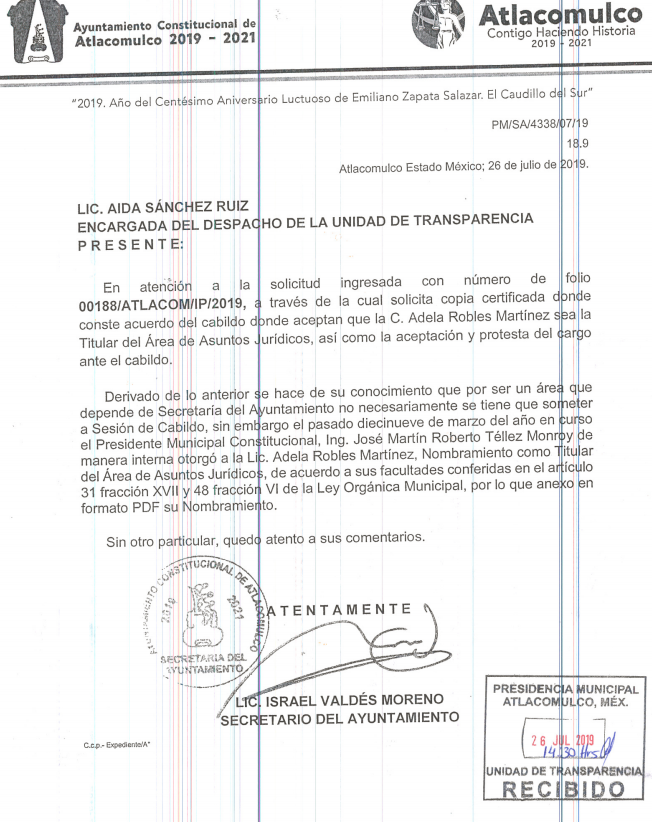 Ayuntamiento Constitucional de
Atlacomulco 2019 - 2021
Atlacomulco
Contigo Haciendo Historia
2019 - 2021
"2019. Año del Centésimo Aniversario Luctuoso de Emiliano Zapata Salazar. El Caudillo del Sur"
PM/SA/4338/07/19
18.9
Atlacomulco Estado México; 26 de julio de 2019.
LIC. AIDA SÁNCHEZ RUIZ
ENCARGADA DEL DESPACHO DE LA UNIDAD DE TRANSPARENCIA
P R E S E N T E:
En atención a la solicitud ingresada con número de folio
00188/ATLACOM/IP/2019, a través de la cual solicita copia certificada donde
conste acuerdo del cabildo donde aceptan que la C. Adela Robles Martínez sea la
Titular del Área de Asuntos Jurídicos, así como la aceptación y protesta del cargo
ante el cabildo.
Derivado de lo anterior se hace de su conocimiento que por ser un área que
depende de Secretaría del Ayuntamiento no necesariamente se tiene que someter
a Sesión de Cabildo, sin embargo el pasado diecinueve de marzo del año en curso
el Presidente Municipal Constitucional, Ing. José Martín Roberto Téllez Monroy de
manera interna otorgó a la Lic. Adela Robles Martínez, Nombramiento como Titular
del Área de Asuntos Jurídicos, de acuerdo a sus facultades conferidas en el artículo
31 fracción XVII y 48 fracción VI de la Ley Orgánica Municipal, por lo que anexo en
formato PDF su Nombramiento.
Sin otro particular, quedo atento a sus comentarios.
AYUNTAMIENTO CONSTITUCIONAL DE ATLACOMULCO
2019
2021
SECRETARIA DEL
AYUNTAMIENTO
A T E N T A M E N T E
LIC. ISRAEL VALDÉS MORENO
SECRETARIO DEL AYUNTAMIENTO
C.c.p.- Expediente/A*
PRESIDENCIA MUNICIPAL
ATLACOMULCO, MÉX.
26 JUL 2019
14:30 Hrs
UNIDAD DE TRANSPARENCIA
RECIBIDO